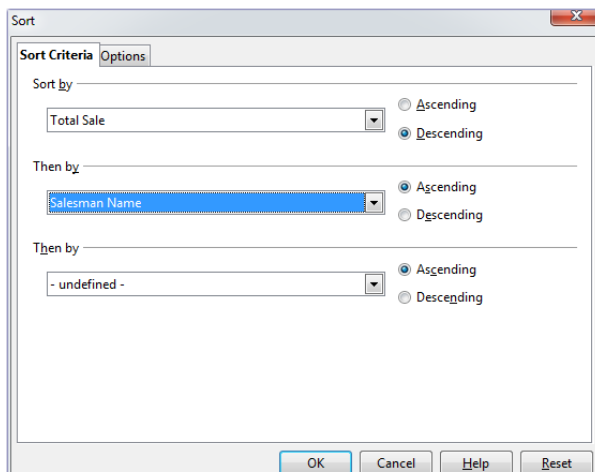 Sort
Sort Criteria Options
Sort by
Total Sale
Ascending
Descending
Then by
Salesman Name
Ascending
Descending
Then by
- undefined -
Ascending
Descending
OK Cancel Help Reset